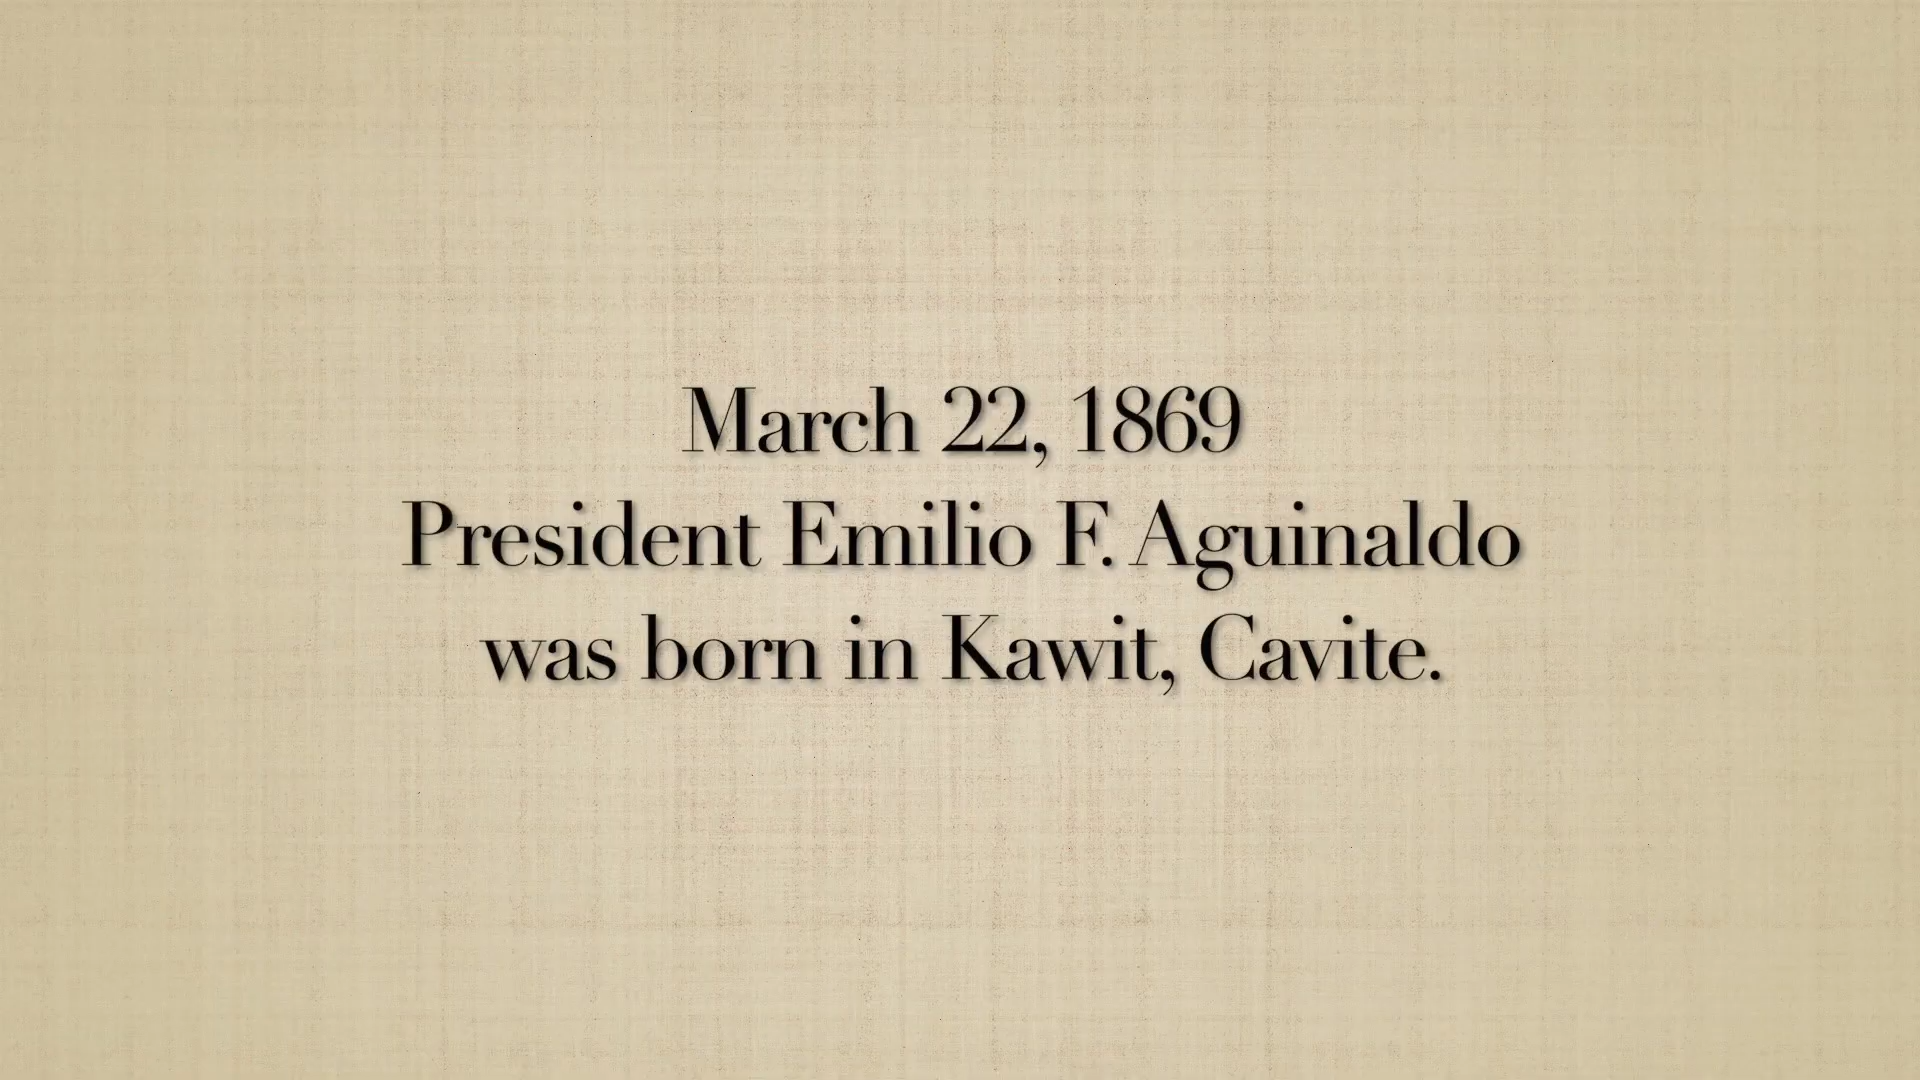 March 22, 1869
President Emilio F. Aguinaldo
was born in Kawit, Cavite.